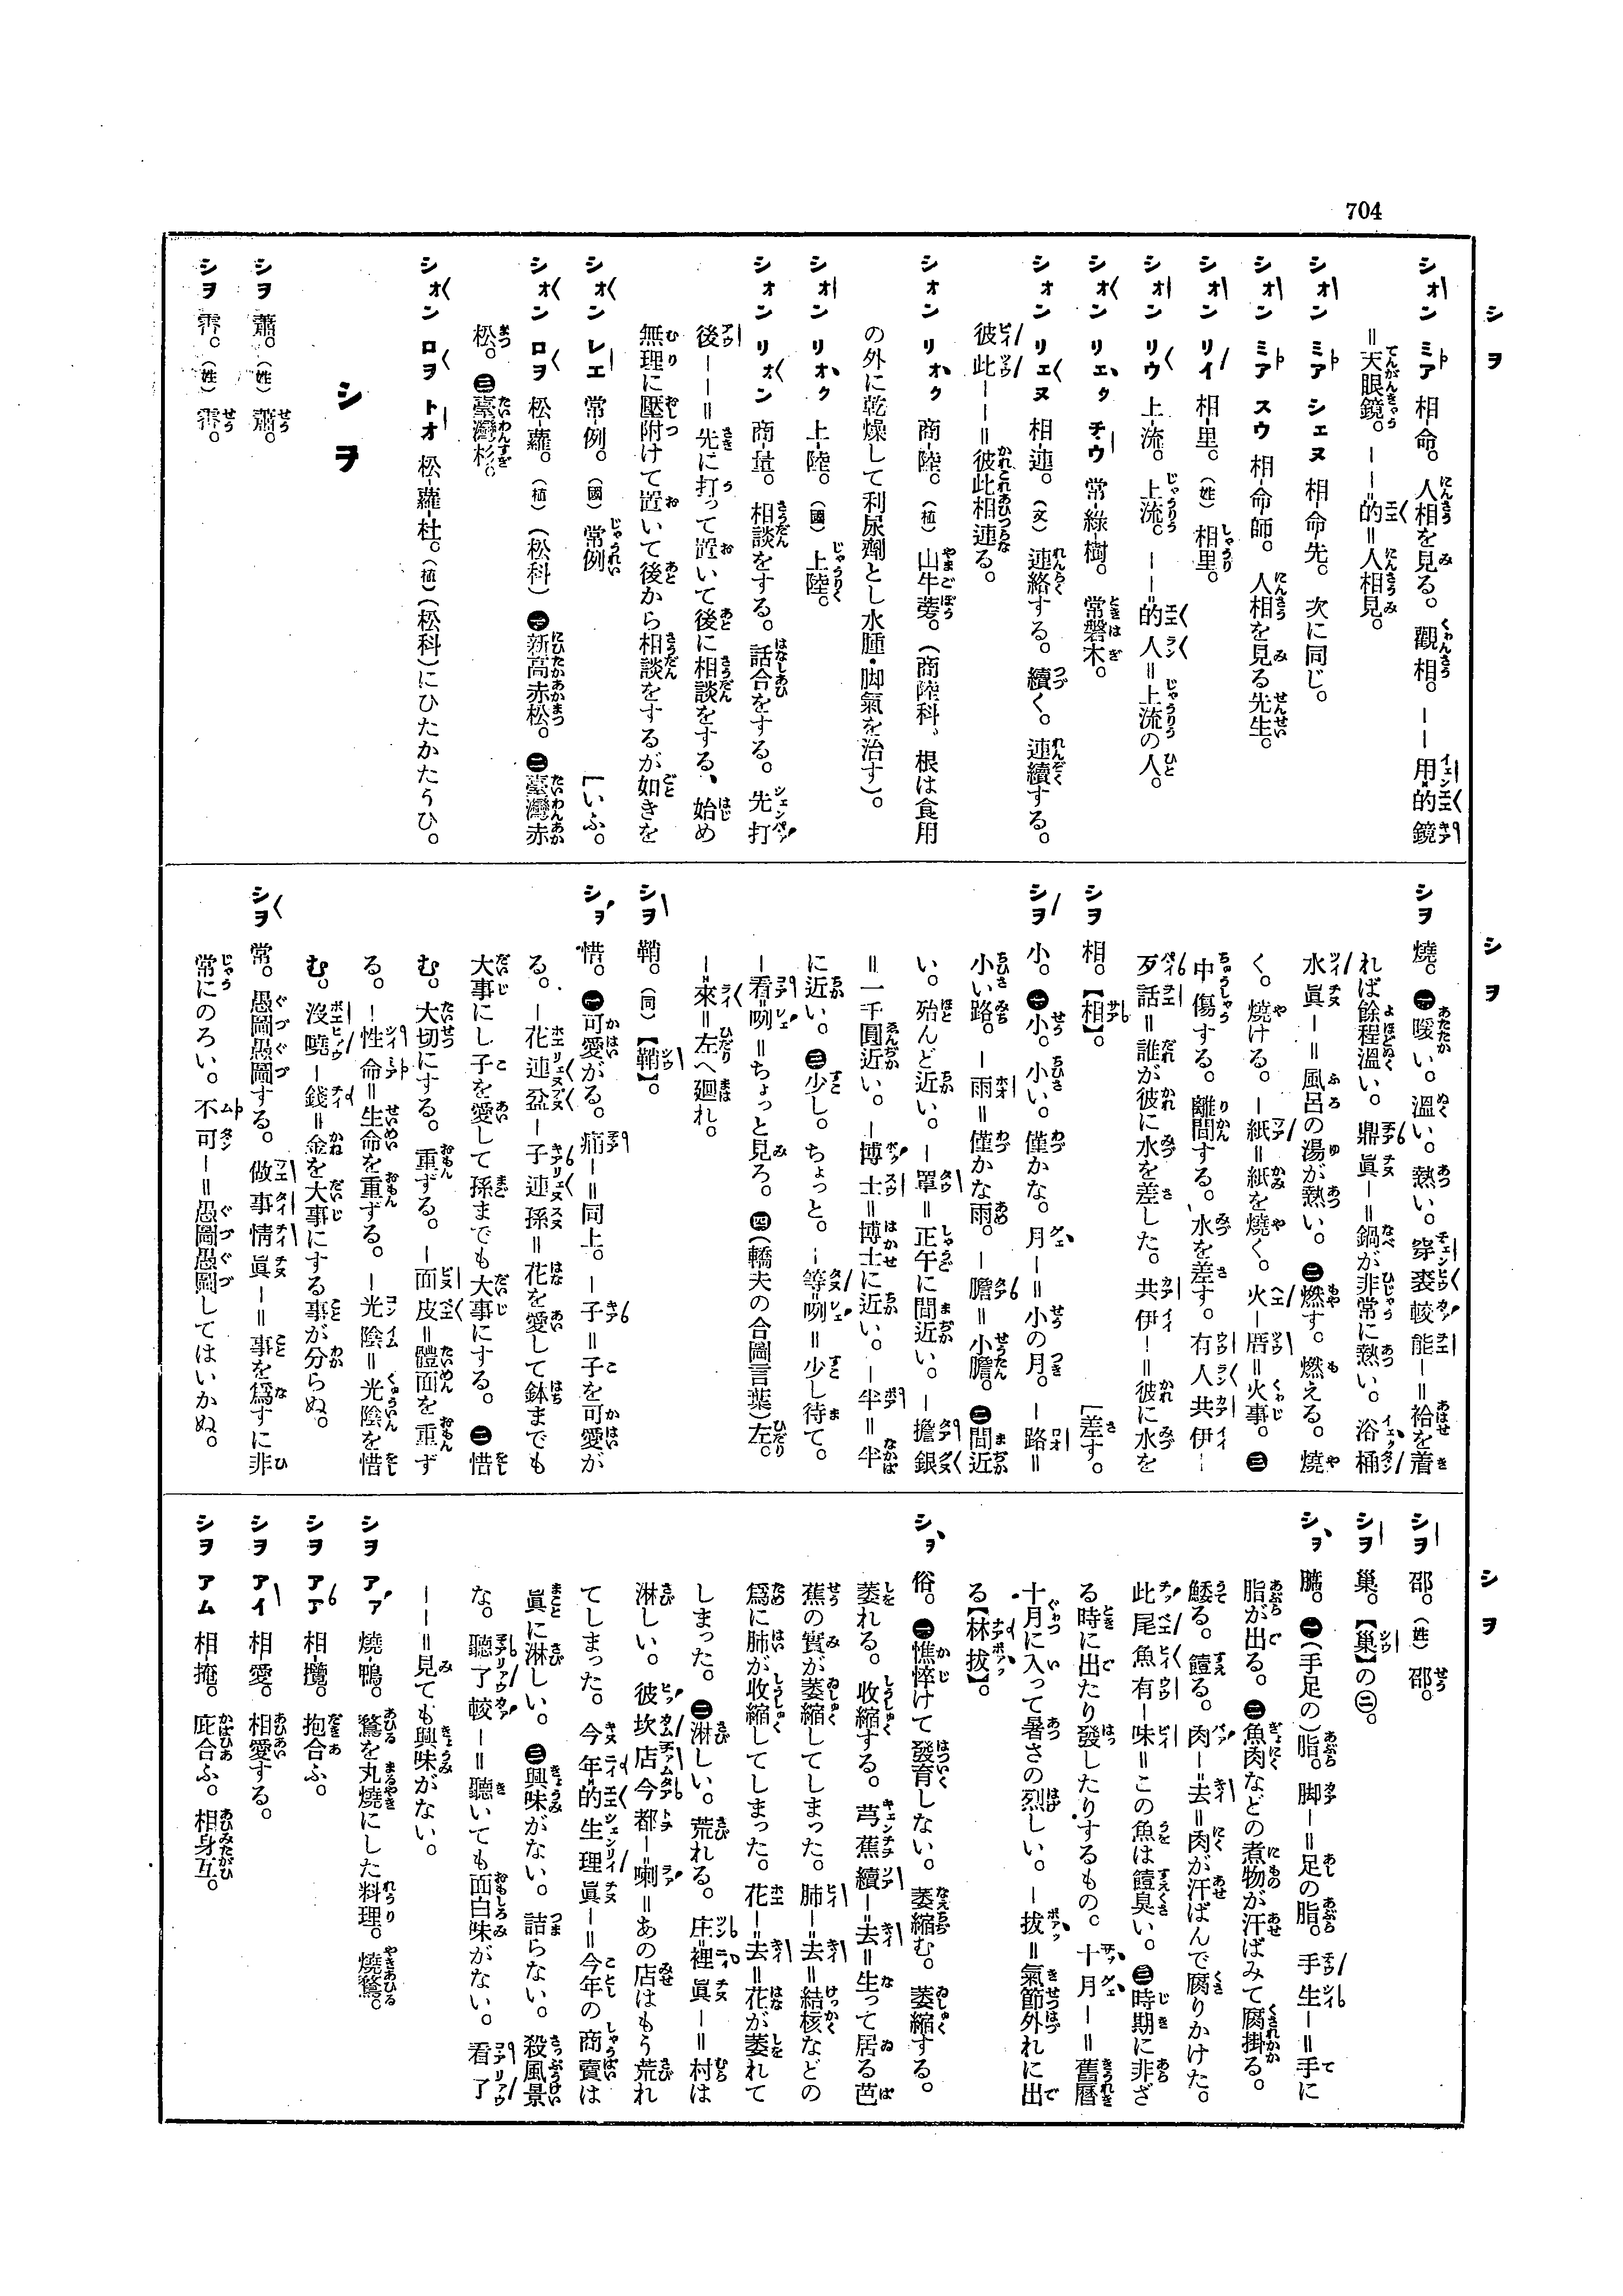 704
シヲ
シオン ミア 相-命。人相を見る。觀相。－－用的鏡
＝天眼鏡。－－＝的＝人相見。
シオン ミア シエヌ 相-命-先。次に同じ。
シオン ミア スウ 相-命-師。人相を見る先生。
シオン リイ 相-里。（姓）相里。
シオン リウ 上-流。上流。－－＝的人＝上流の人。
シオン リエク チウ 常-綠-樹。常磐木。
シオン リエヌ 相-連。（文）連絡する。續く。連續する。
彼此－－＝彼此相連る。
シオン リオク 商-陸。（植）山牛蒡。（商陸科、根は食用
の外に乾燥して利尿劑とし水腫・脚氣を治す）。
シオン リオク 上-陸。（國）上陸。
シオン リオン 商-量。相談をする。話合をする。先打
後－－＝先に打って置いて後に相談をする、始め
無理に壓附けて置いて後から相談をするが如きを
シオン レエ 常-例。（國）常例 ［いふ。
シオン ロヲ 松-蘿。（植）（松科）㊀新高赤松。㊁臺灣赤
松。㊂臺灣杉。
シオン ロヲ トオ 松-蘿-杜。（植）（松科）にひたかたうひ。
シヲ
シヲ 蕭。（姓）蕭。
シヲ 霄。（姓）霄。
シヲ
シヲ 燒。㊀暖い。溫い。熱い。穿裘較能－＝袷を着
れば餘程溫い。鼎眞－＝鍋が非常に熱い。浴桶
水眞－＝風呂の湯が熱い。㊁燃す。燃える。燒
く。燒ける。－紙＝紙を燒く。火－厝＝火事。㊂
中傷する。離間する。水を差す。有人共伊－
歹話＝誰が彼に水を差した。共伊－＝彼に水を
シヲ 相。【相】。 ［差す。
シヲ 小。㊀小。小い。僅かな。月－＝小の月。－路＝
小い路。－雨＝僅かな雨。－膽＝小膽。㊁間近
い。殆んど近い。－罩＝正午に間近い。－擔銀
＝一千圓近い。－博士＝博士に近い。－半＝半
に近い。㊂少し。ちょっと。－等＝咧＝少し待て。
－看＝咧＝ちょっと見ろ。㊃（轎夫の合圖言葉）左。
－＝來＝左へ廻れ。
シヲ 鞘。（同）【鞘】。
シヲ 惜。㊀可愛がる。痛－＝同上。－子＝子を可愛が
る。－花連盆－子連孫＝花を愛して鉢までも
大事にし子を愛して孫までも大事にする。㊁惜
む。大切にする。重ずる。－面皮＝體面を重ず
る。－性命＝生命を重ずる。－光陰＝光陰を惜
む。沒曉－錢＝金を大事にする事が分らぬ。
シヲ 常。愚圖愚圖する。做事情眞－＝事を爲すに非
常にのろい。不可－＝愚圖愚圖してはいかぬ。
シヲ
シヲ 邵。（姓）邵。
シヲ 巢。【巢】の㊁。
シヲ ㊀（手足の）脂。脚－＝足の脂。手生－＝手に
脂が出る。㊁魚肉などの煮物が汗ばみて腐掛る。
饐る。肉－＝去＝肉が汗ばんで腐りかけた。
此尾魚有－味＝この魚は饐臭い。㊂時期に非ざ
る時に出たり發したりするもの。十月－＝舊曆
十月に入って暑さの烈しい。－拔＝氣節外れに出
る【林拔】。
シヲ 俗。㊀憔悴けて發育しない。萎縮む。萎縮する。
萎れる。收縮する。芎蕉續－＝去＝生って居る芭
蕉の實が萎縮してしまった。肺－＝去＝結核などの
爲に肺が收縮してしまった。花－＝去＝花が萎れて
しまった。㊁淋しい。荒れる。庄＝裡眞－＝村は
淋しい。彼坎店今都－＝喇＝あの店はもう荒れ
てしまった。今年＝的生理眞－＝今年の商賣は
眞に淋しい。㊂興味がない。詰らない。殺風景
な。聽了較－＝聽いても面白味がない。看了
－－＝見ても興味がない。
シヲ アア 燒-鴨。鶩を丸燒にした料理。燒鶩。
シヲ アア 相-攬。抱合ふ。
シヲ アイ 相-愛。相愛する。
シヲ アム 相-掩。庇合ふ。相身互。